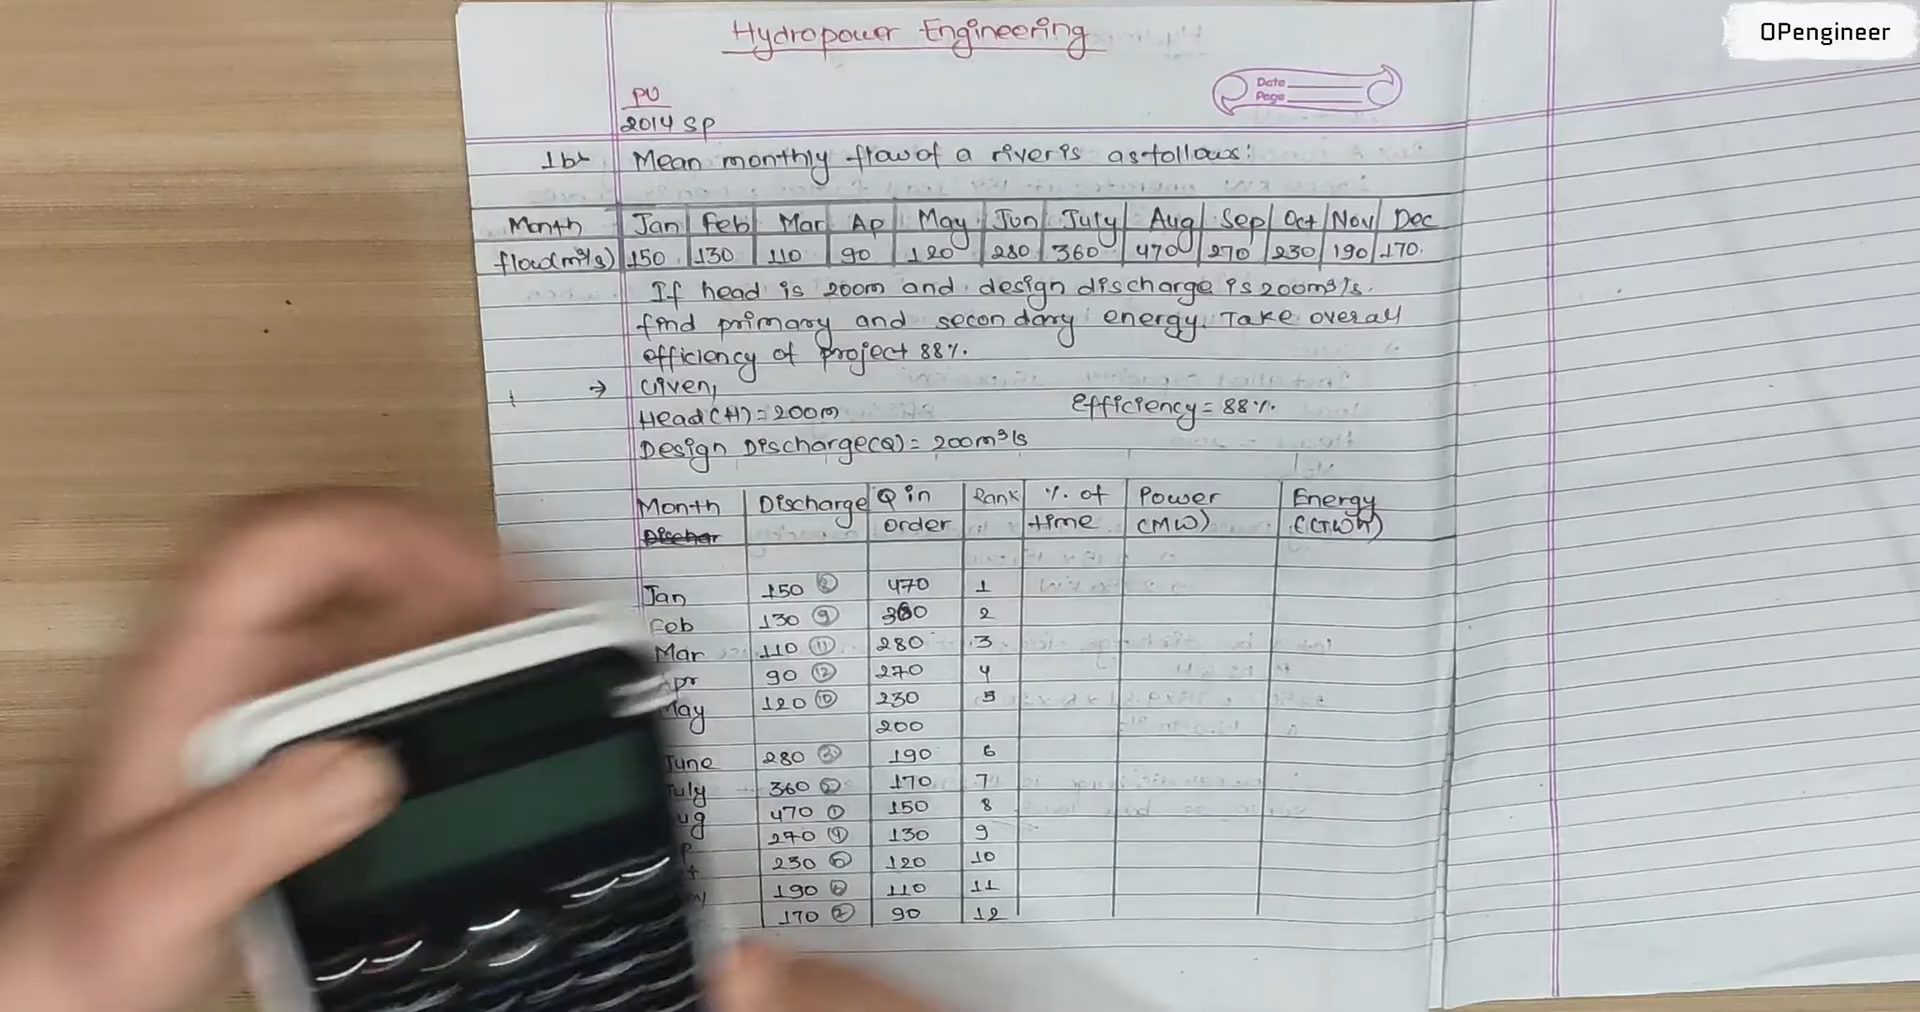 OPengineer
Hydropower Engineering
Date
Page
PU
2014 SP
1b> Mean monthly flow of a river is as follows:
Month Jan Feb Mar Ap May Jun July Aug Sep Oct Nov Dec
flow(m³/s) 150 130 110 90 120 280 360 470 270 230 190 170.
If head is 200m and design discharge is 200m³/s.
find primary and secondary energy. Take overall
efficiency of project 88%.
→ Given,
Head(H) = 200m Efficiency = 88%.
Design Discharge(Q) = 200m³/s
Month Discharge Q in Rank % of Power Energy
Dischar order time (MW) (GWh)
Jan 150 470 1
Feb 130 ⑨ 360 2
Mar 110 ⑪ 280 3
pr 90 ⑫ 270 4
May 120 ⑩ 230 5
200
June 280 ③ 190 6
uly 360 ② 170 7
ug 470 ① 150 8
p 270 ④ 130 9
t 230 120 10
190 110 11
170 90 12